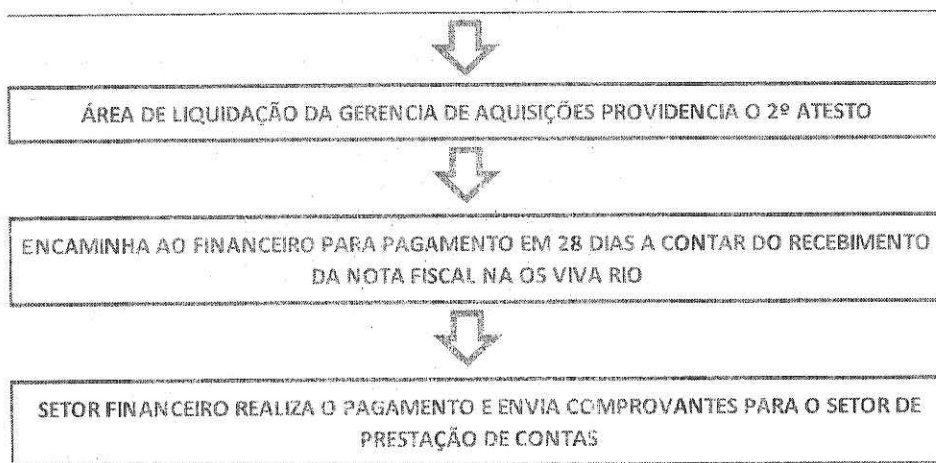 ÁREA DE LIQUIDAÇÃO DA GERENCIA DE AQUISIÇÕES PROVIDENCIA O 2º ATESTO
ENCAMINHA AO FINANCEIRO PARA PAGAMENTO EM 28 DIAS A CONTAR DO RECEBIMENTO
DA NOTA FISCAL NA OS VIVA RIO
SETOR FINANCEIRO REALIZA O PAGAMENTO E ENVIA COMPROVANTES PARA O SETOR DE
PRESTAÇÃO DE CONTAS